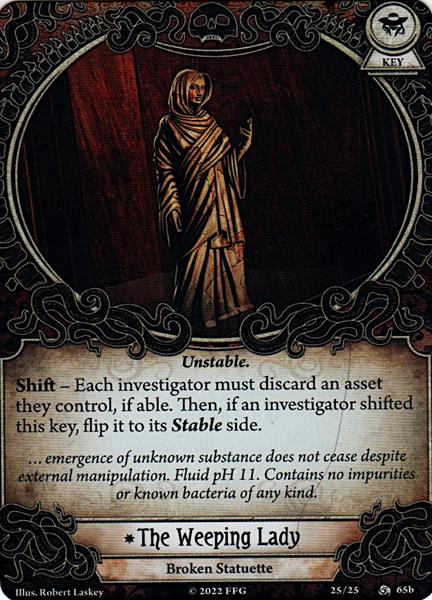 KEY
Unstable.
Shift – Each investigator must discard an asset
they control, if able. Then, if an investigator shifted
this key, flip it to its Stable side.
... emergence of unknown substance does not cease despite
external manipulation. Fluid pH 11. Contains no impurities
or known bacteria of any kind.
*The Weeping Lady
Broken Statuette
Illus. Robert Laskey
© 2022 FFG
25/25
65b